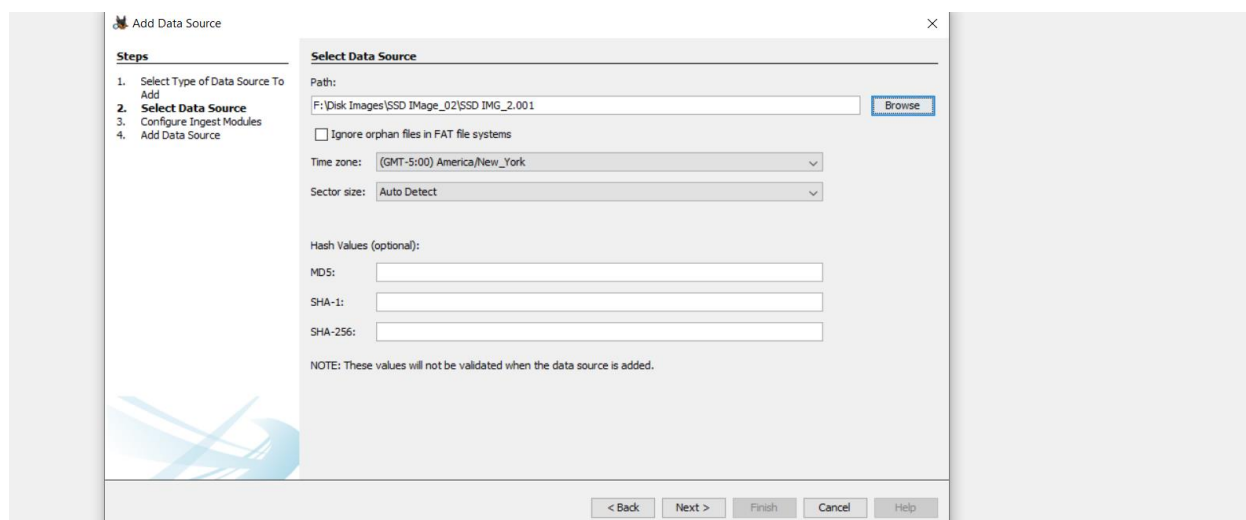 Add Data Source
Steps
1. Select Type of Data Source To
Add
2. Select Data Source
3. Configure Ingest Modules
4. Add Data Source
Select Data Source
Path:
F:\Disk Images\SSD IMage_02\SSD IMG_2.001
Browse
Ignore orphan files in FAT file systems
Time zone: (GMT-5:00) America/New_York
Sector size: Auto Detect
Hash Values (optional):
MD5:
SHA-1:
SHA-256:
NOTE: These values will not be validated when the data source is added.
< Back Next > Finish Cancel Help